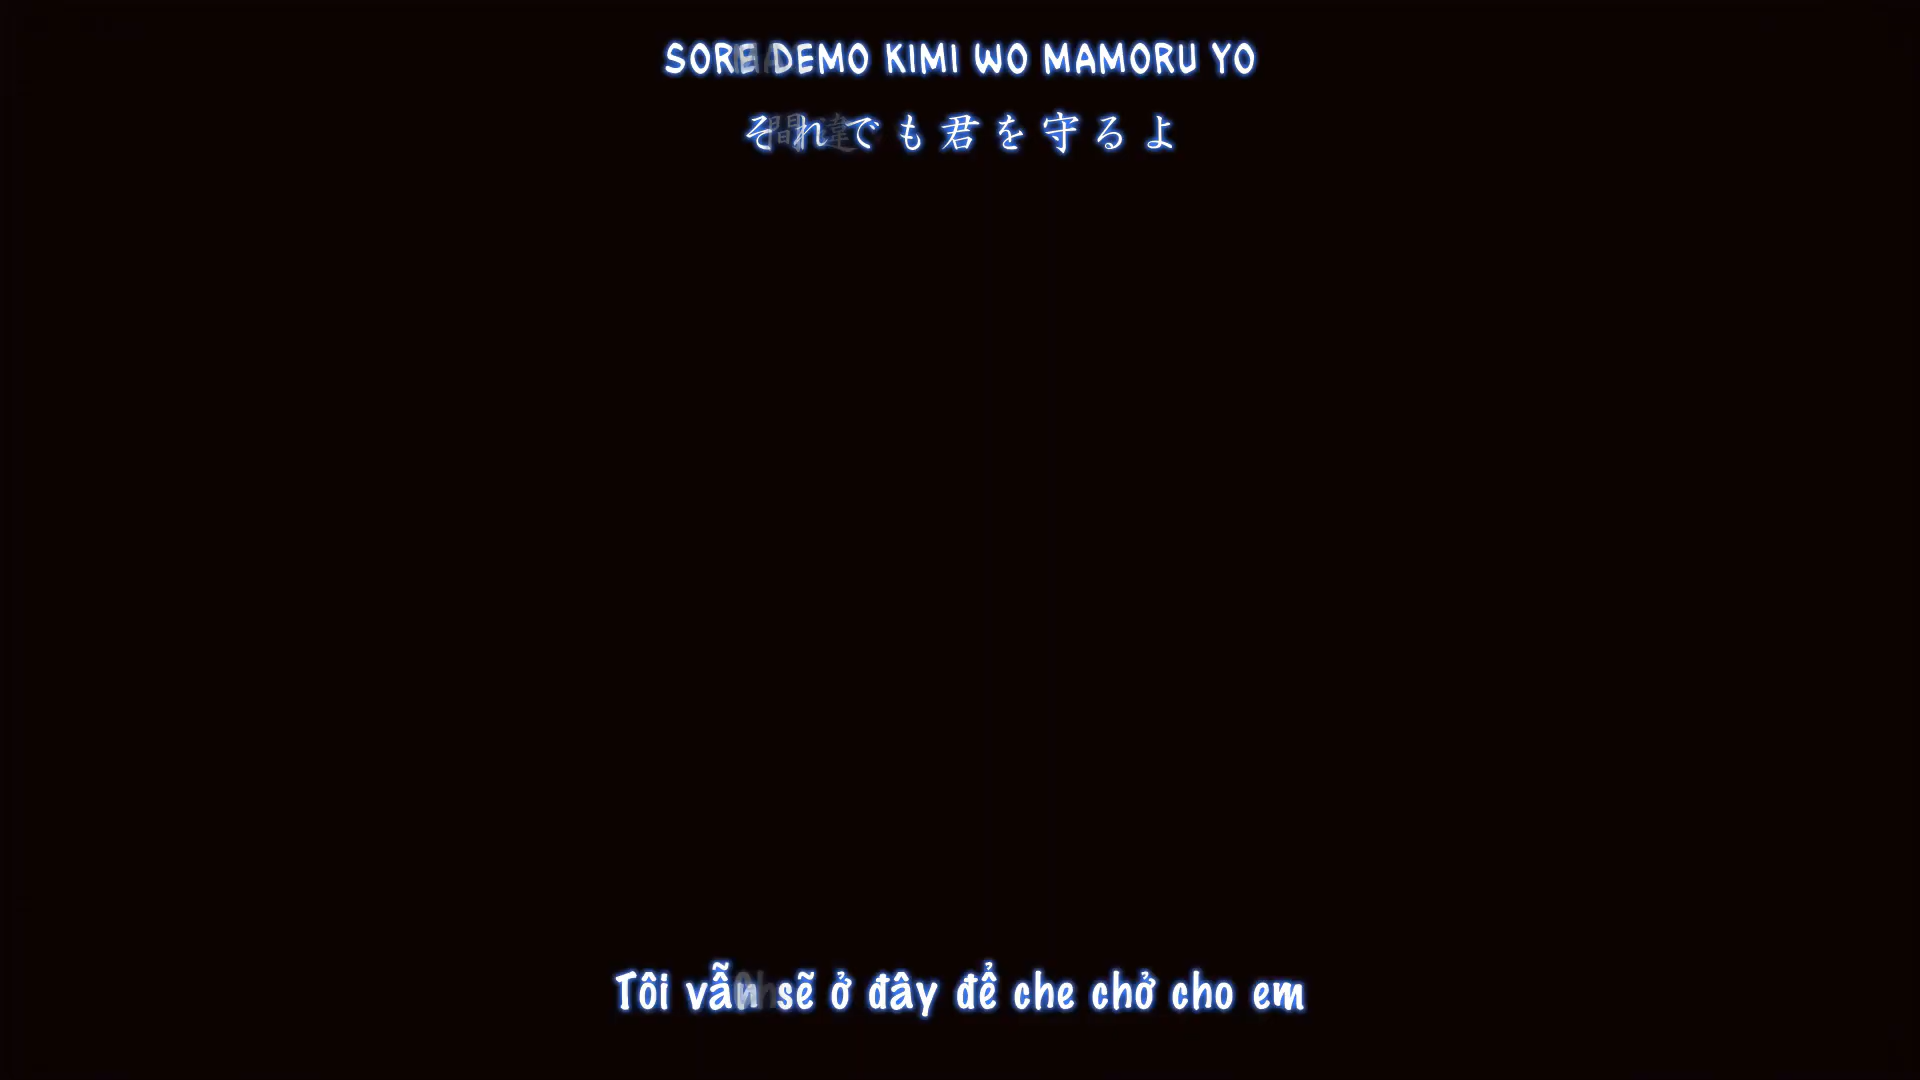 SORE DEMO KIMI WO MAMORU YO
それでも君を守るよ
Tôi vẫn sẽ ở đây để che chở cho em